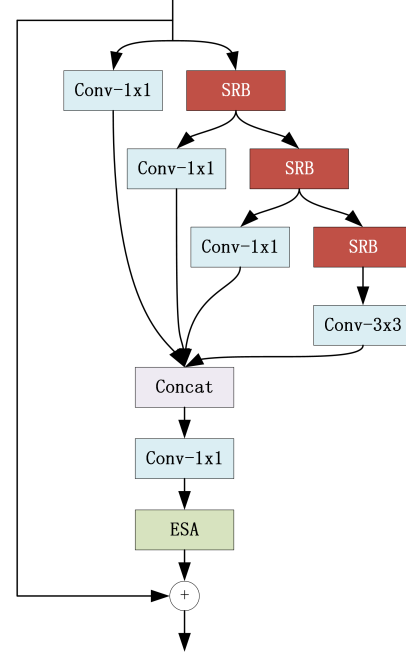 Conv-1x1
SRB
Conv-1x1
SRB
Conv-1x1
SRB
Conv-3x3
Concat
Conv-1x1
ESA
+